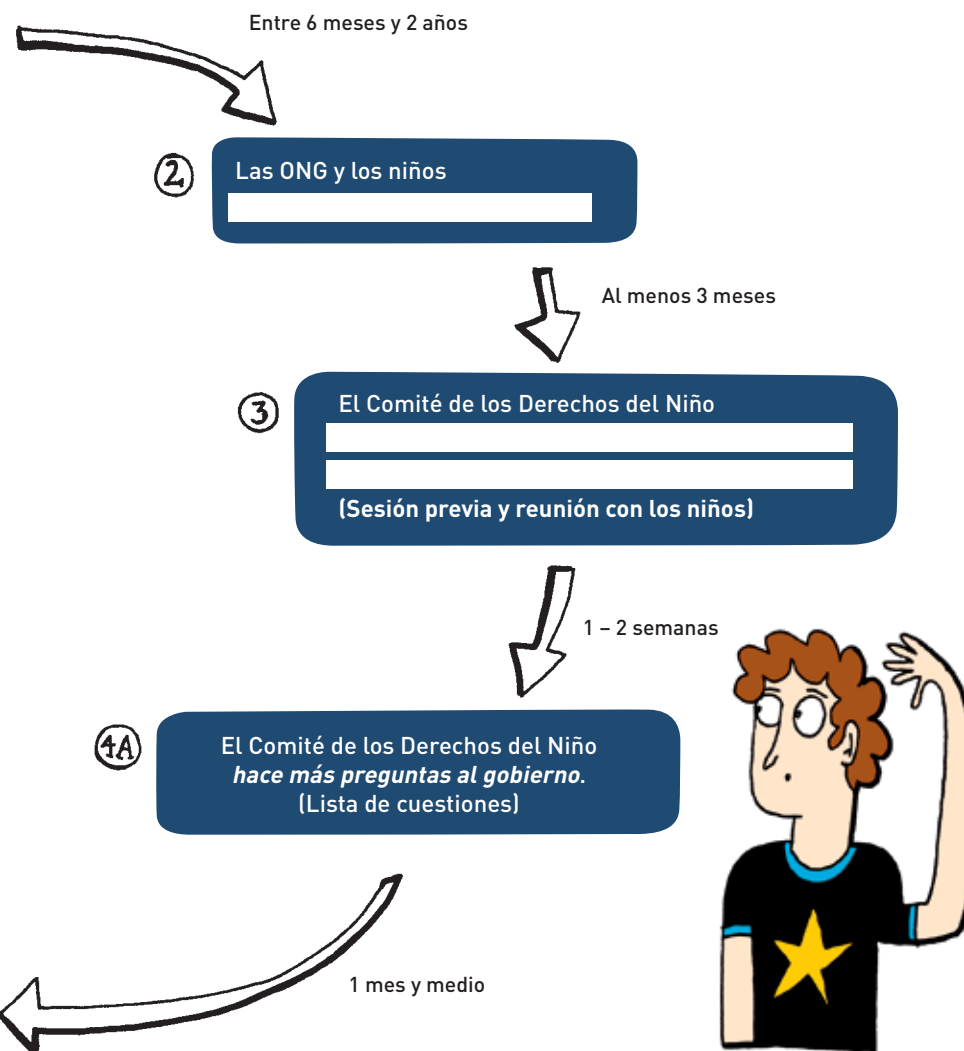 Entre 6 meses y 2 años
2
Las ONG y los niños
Al menos 3 meses
3
El Comité de los Derechos del Niño
(Sesión previa y reunión con los niños)
1 – 2 semanas
4A
El Comité de los Derechos del Niño
hace más preguntas al gobierno.
(Lista de cuestiones)
1 mes y medio